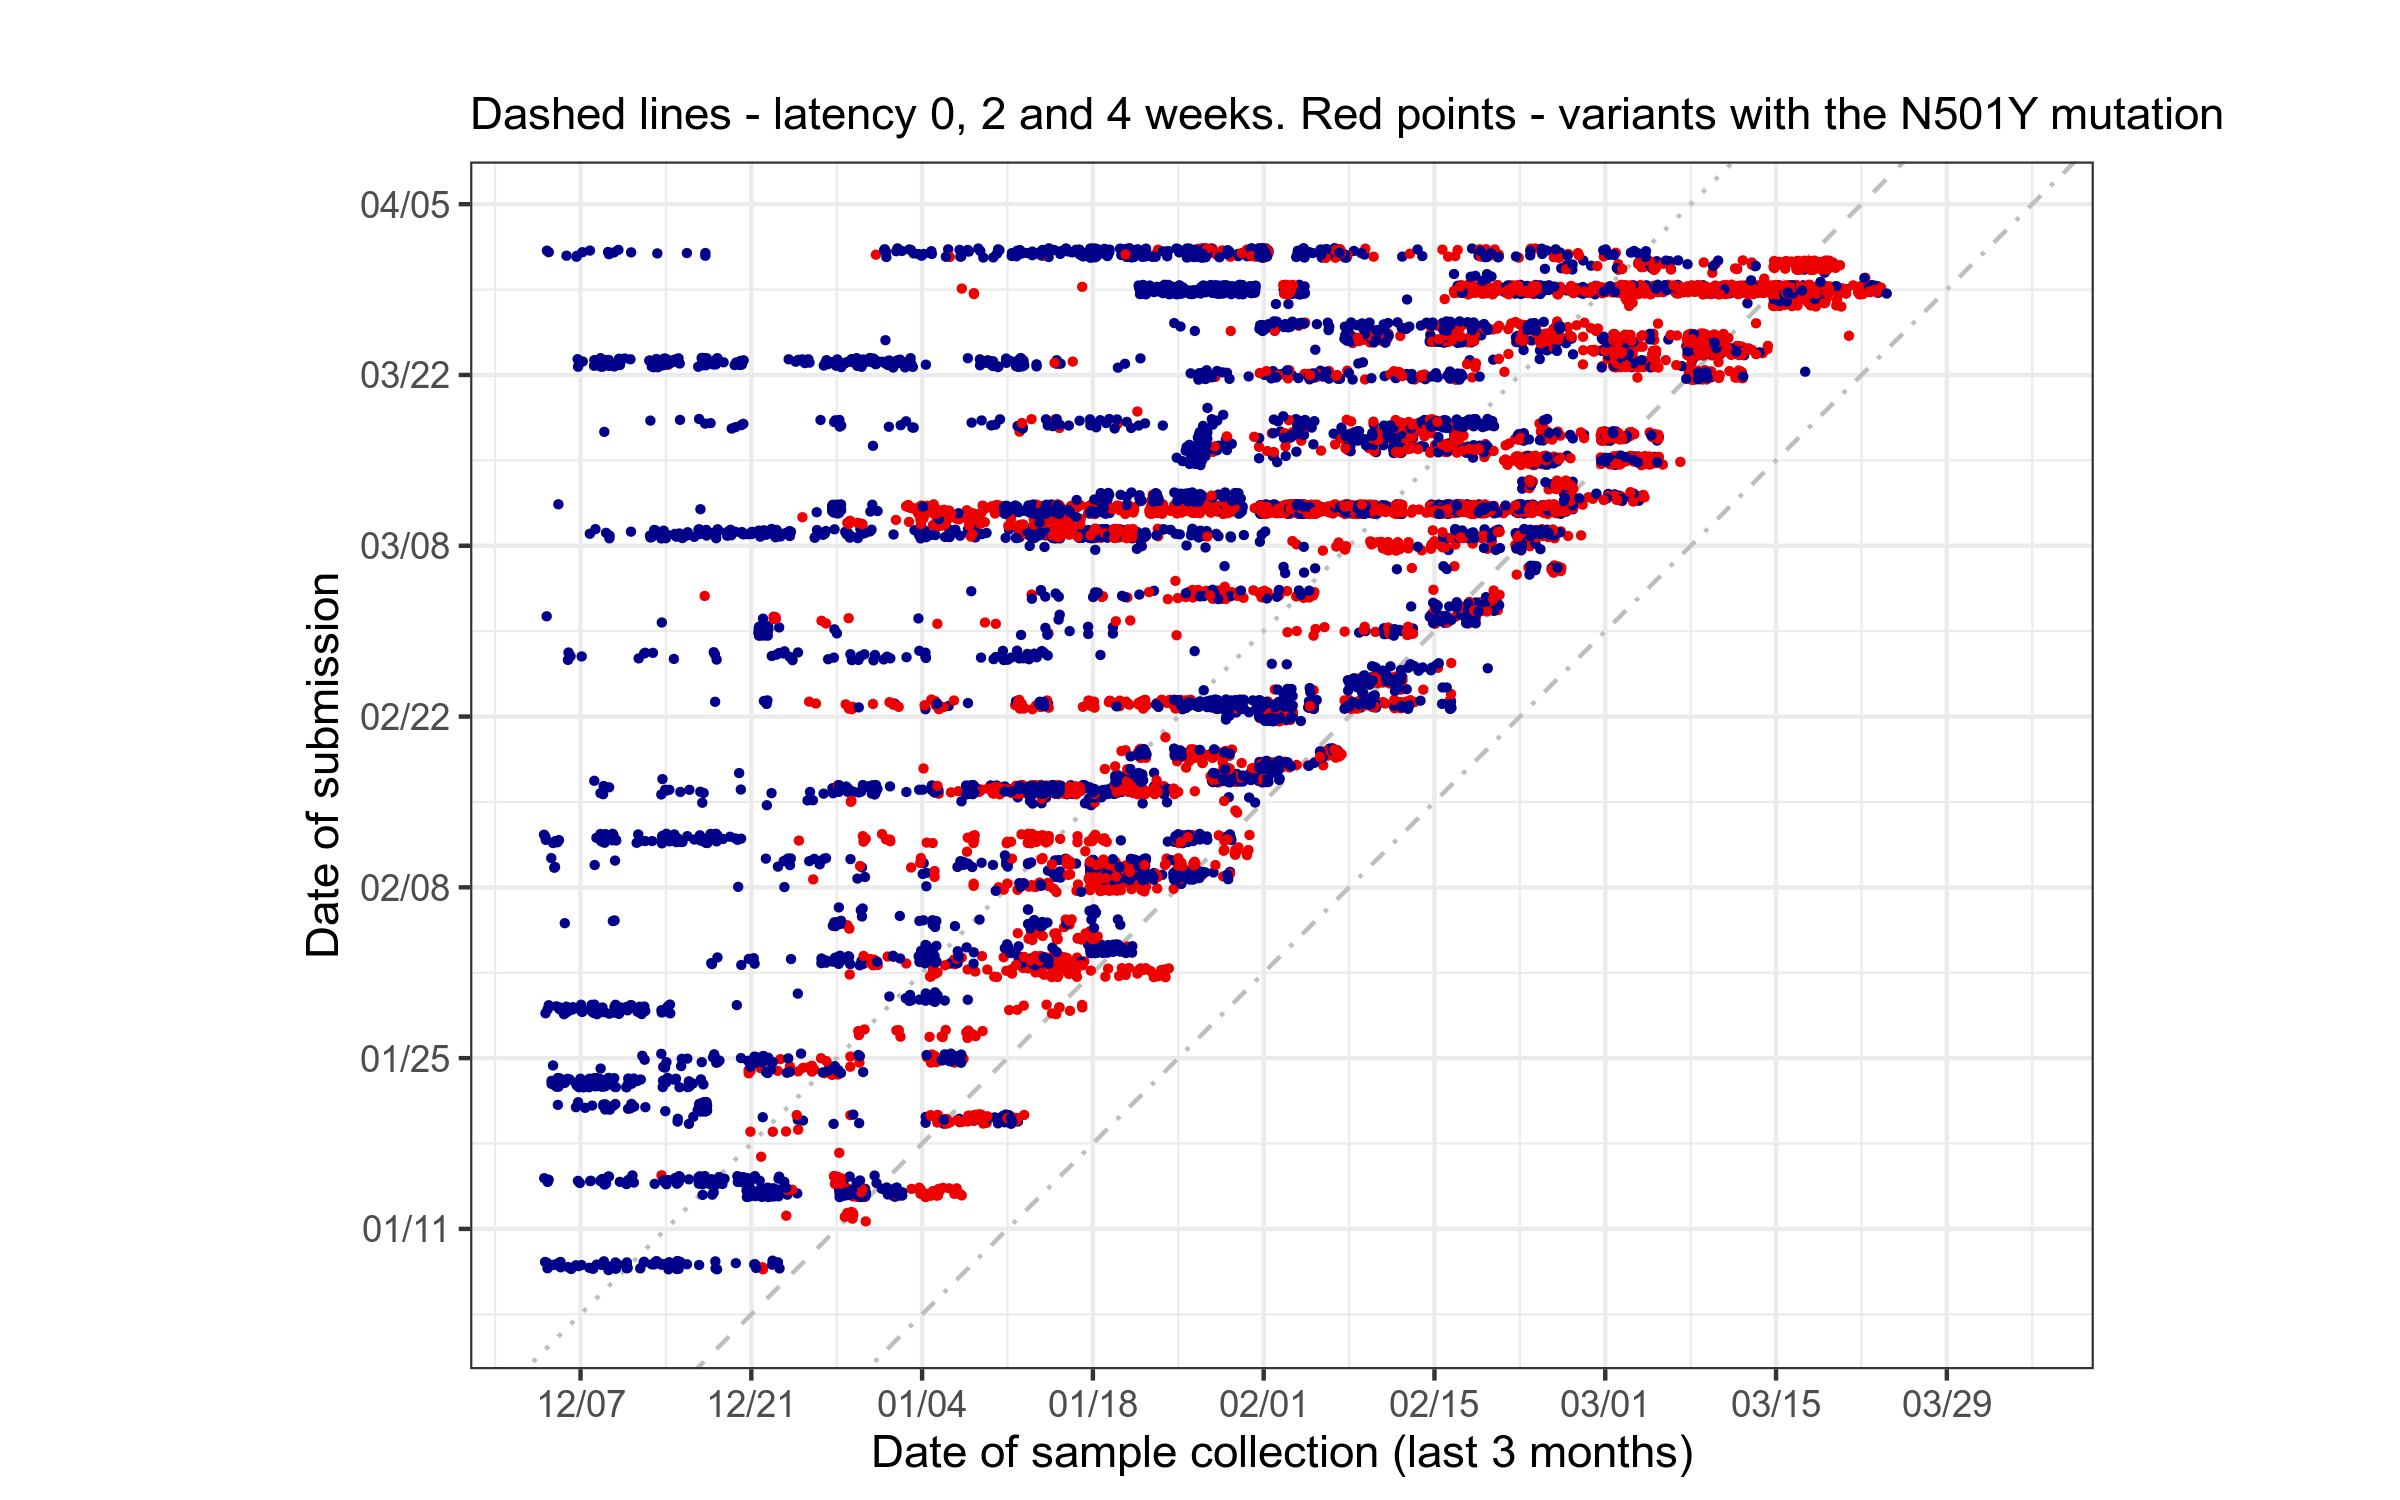 Dashed lines - latency 0, 2 and 4 weeks. Red points - variants with the N501Y mutation
Date of submission
04/05
03/22
03/08
02/22
02/08
01/25
01/11
12/07 12/21 01/04 01/18 02/01 02/15 03/01 03/15 03/29
Date of sample collection (last 3 months)